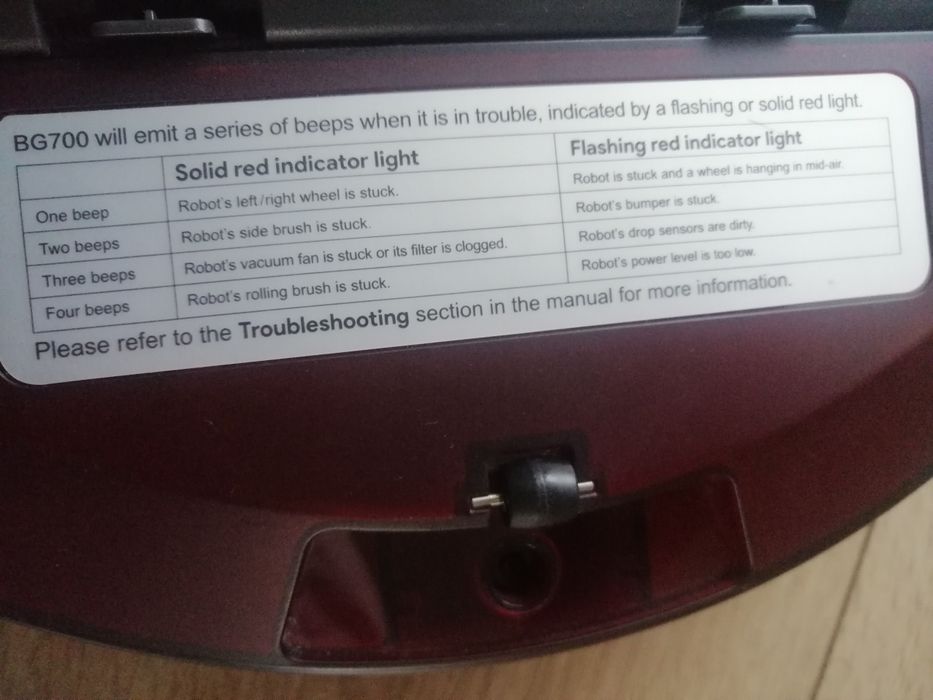 BG700 will emit a series of beeps when it is in trouble, indicated by a flashing or solid red light.
Solid red indicator light Flashing red indicator light
One beep Robot's left/right wheel is stuck. Robot is stuck and a wheel is hanging in mid-air.
Two beeps Robot's side brush is stuck. Robot's bumper is stuck.
Three beeps Robot's vacuum fan is stuck or its filter is clogged. Robot's drop sensors are dirty.
Four beeps Robot's rolling brush is stuck. Robot's power level is too low.
Please refer to the Troubleshooting section in the manual for more information.